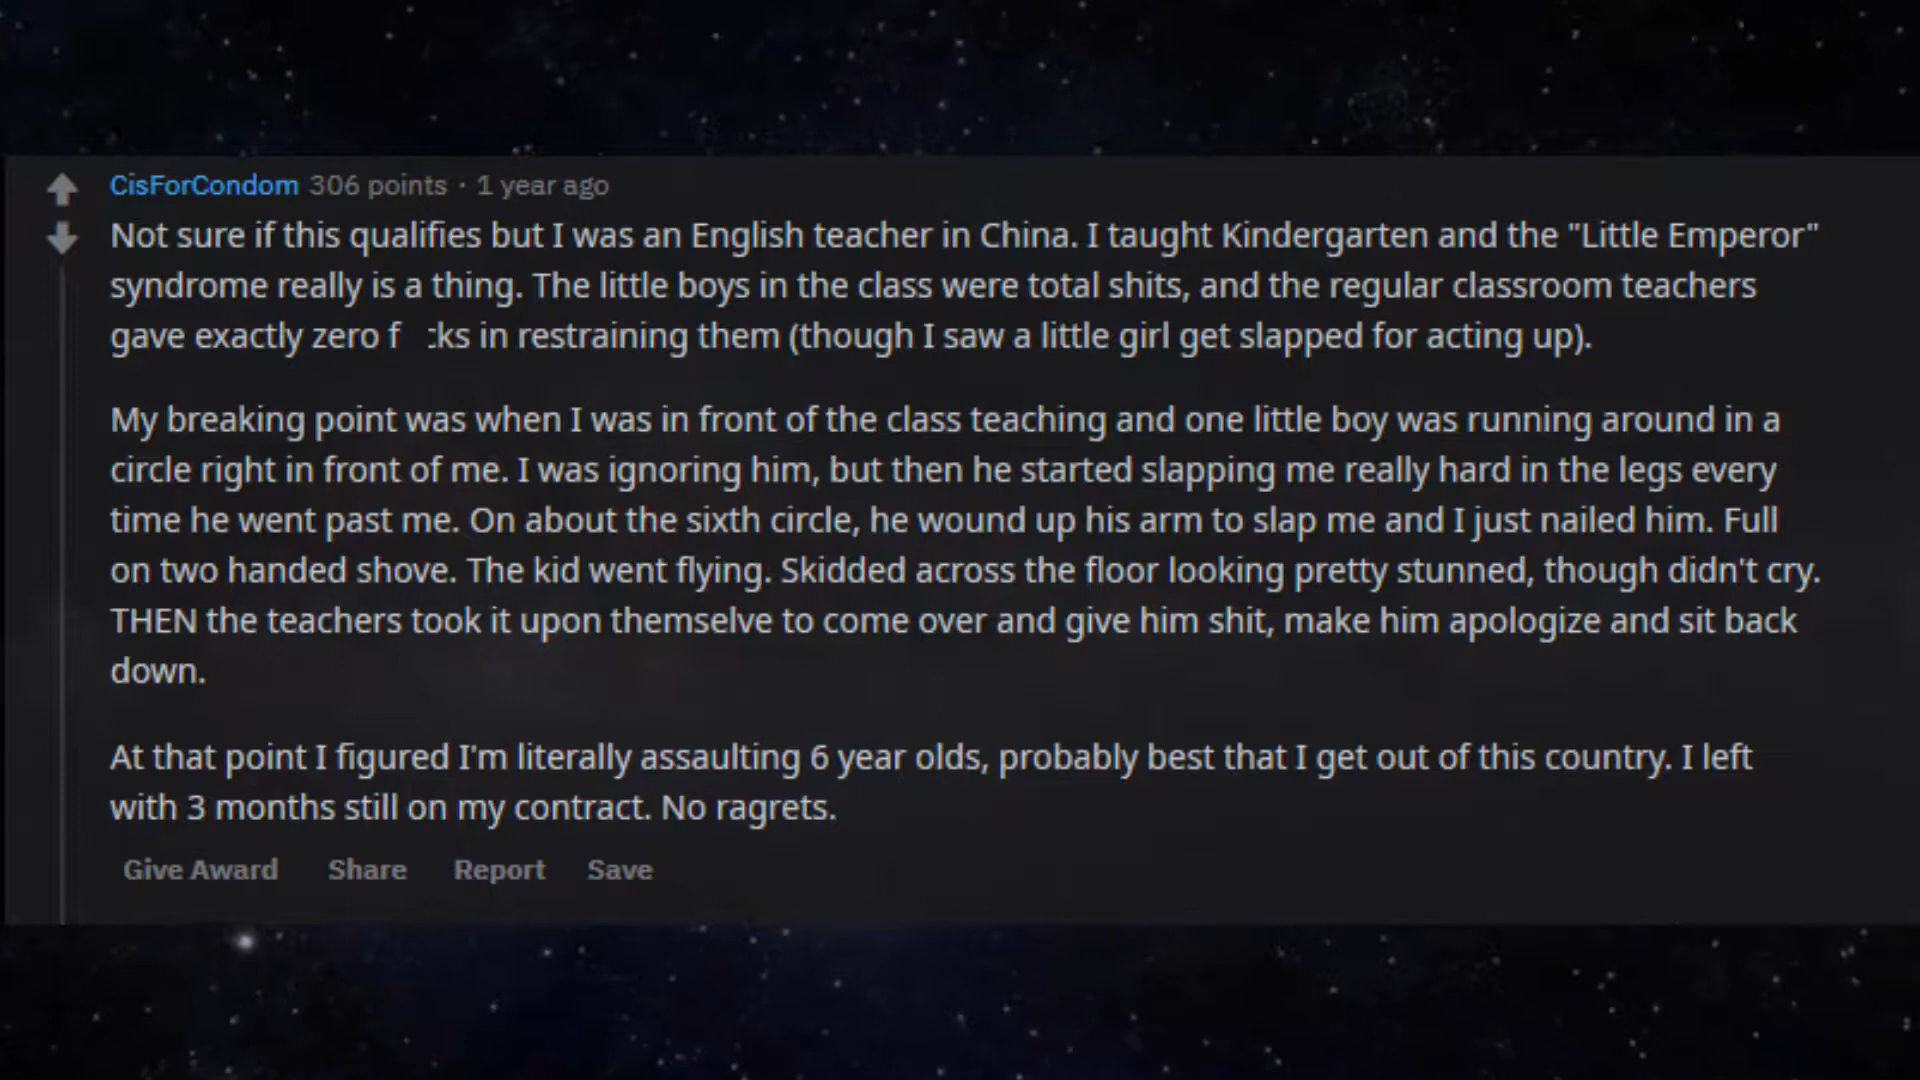 CisForCondom 306 points · 1 year ago
Not sure if this qualifies but I was an English teacher in China. I taught Kindergarten and the "Little Emperor"
syndrome really is a thing. The little boys in the class were total shits, and the regular classroom teachers
gave exactly zero f cks in restraining them (though I saw a little girl get slapped for acting up).
My breaking point was when I was in front of the class teaching and one little boy was running around in a
circle right in front of me. I was ignoring him, but then he started slapping me really hard in the legs every
time he went past me. On about the sixth circle, he wound up his arm to slap me and I just nailed him. Full
on two handed shove. The kid went flying. Skidded across the floor looking pretty stunned, though didn't cry.
THEN the teachers took it upon themselve to come over and give him shit, make him apologize and sit back
down.
At that point I figured I'm literally assaulting 6 year olds, probably best that I get out of this country. I left
with 3 months still on my contract. No ragrets.
Give Award Share Report Save